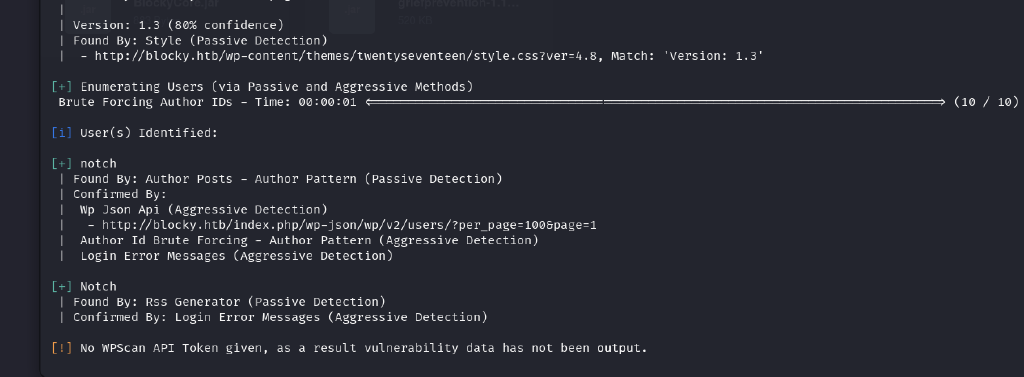 BlockyCore.jar
griefprevention-1.1...
|
| Version: 1.3 (80% confidence)
| Found By: Style (Passive Detection)
|  - http://blocky.htb/wp-content/themes/twentyseventeen/style.css?ver=4.8, Match: 'Version: 1.3'
[+] Enumerating Users (via Passive and Aggressive Methods)
Brute Forcing Author IDs - Time: 00:00:01 <==================================================> (10 / 10)
[i] User(s) Identified:
[+] notch
| Found By: Author Posts - Author Pattern (Passive Detection)
| Confirmed By:
|  Wp Json Api (Aggressive Detection)
|   - http://blocky.htb/index.php/wp-json/wp/v2/users/?per_page=100&page=1
|  Author Id Brute Forcing - Author Pattern (Aggressive Detection)
|  Login Error Messages (Aggressive Detection)
[+] Notch
| Found By: Rss Generator (Passive Detection)
| Confirmed By: Login Error Messages (Aggressive Detection)
[!] No WPScan API Token given, as a result vulnerability data has not been output.